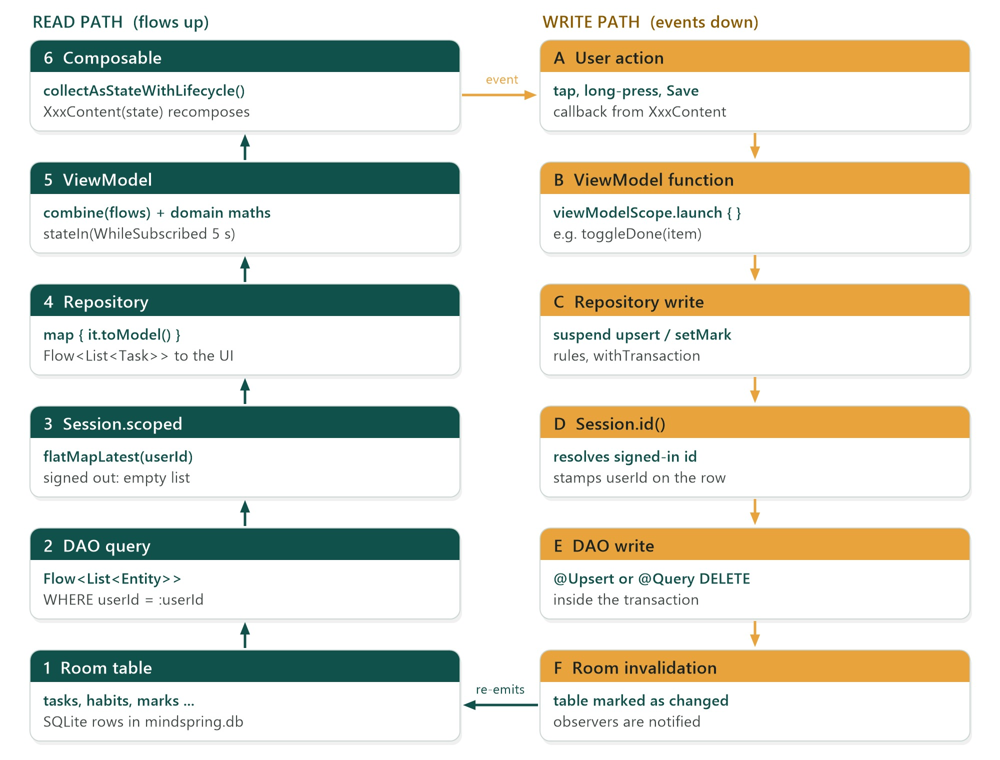 READ PATH (flows up)
6 Composable
collectAsStateWithLifecycle()
XxxContent(state) recomposes
5 ViewModel
combine(flows) + domain maths
stateIn(WhileSubscribed 5 s)
4 Repository
map { it.toModel() }
Flow<List<Task>> to the UI
3 Session.scoped
flatMapLatest(userId)
signed out: empty list
2 DAO query
Flow<List<Entity>>
WHERE userId = :userId
1 Room table
tasks, habits, marks ...
SQLite rows in mindspring.db
event
re-emits
WRITE PATH (events down)
A User action
tap, long-press, Save
callback from XxxContent
B ViewModel function
viewModelScope.launch { }
e.g. toggleDone(item)
C Repository write
suspend upsert / setMark
rules, withTransaction
D Session.id()
resolves signed-in id
stamps userId on the row
E DAO write
@Upsert or @Query DELETE
inside the transaction
F Room invalidation
table marked as changed
observers are notified